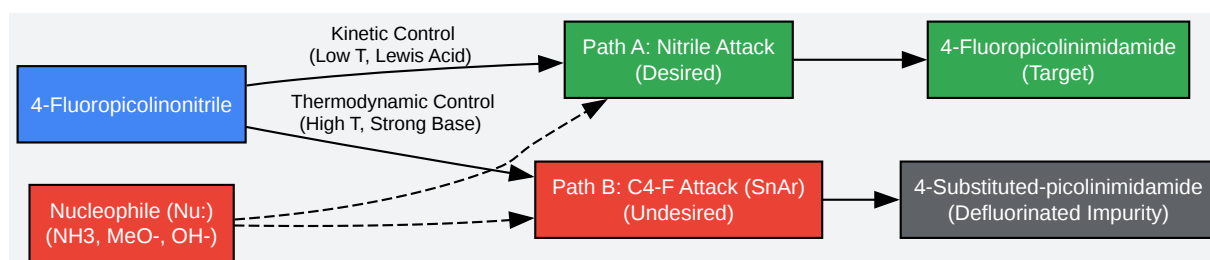 4-Fluoropicolinonitrile
Nucleophile (Nu:)
(NH3, MeO-, OH-)
Kinetic Control
(Low T, Lewis Acid)
Thermodynamic Control
(High T, Strong Base)
Path A: Nitrile Attack
(Desired)
Path B: C4-F Attack (SnAr)
(Undesired)
4-Fluoropicolinimidamide
(Target)
4-Substituted-picolinimidamide
(Defluorinated Impurity)